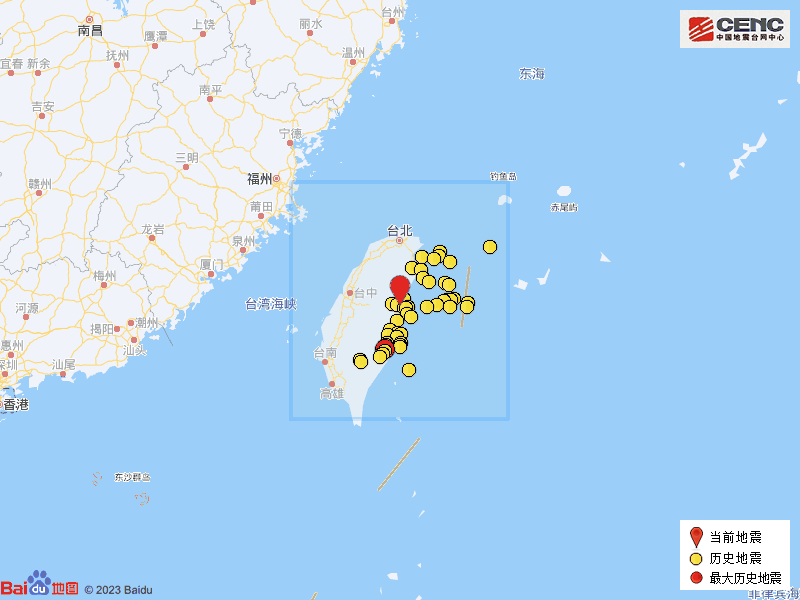 台州
南昌
上饶
丽水
鹰潭
温州
抚州
宜春
新余
东海
南平
吉安
宁德
三明
钓鱼岛
福州
赣州
莆田
赤尾屿
龙岩
台北
泉州
厦门
梅州
台中
台湾海峡
河源
潮州
揭阳
惠州
汕头
台南
深圳
汕尾
高雄
香港
东沙群岛
CENC
中国地震台网中心
当前地震
历史地震
最大历史地震
菲律宾海
Bai du 地图 © 2023 Baidu